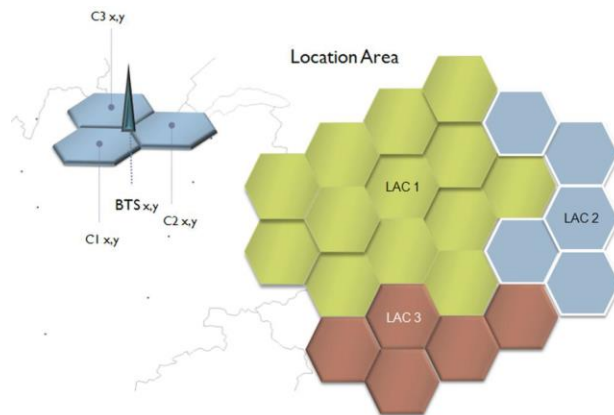 C3 x,y
Location Area
LAC 1
BTS x,y
C2 x,y
LAC 2
C1 x,y
LAC 3